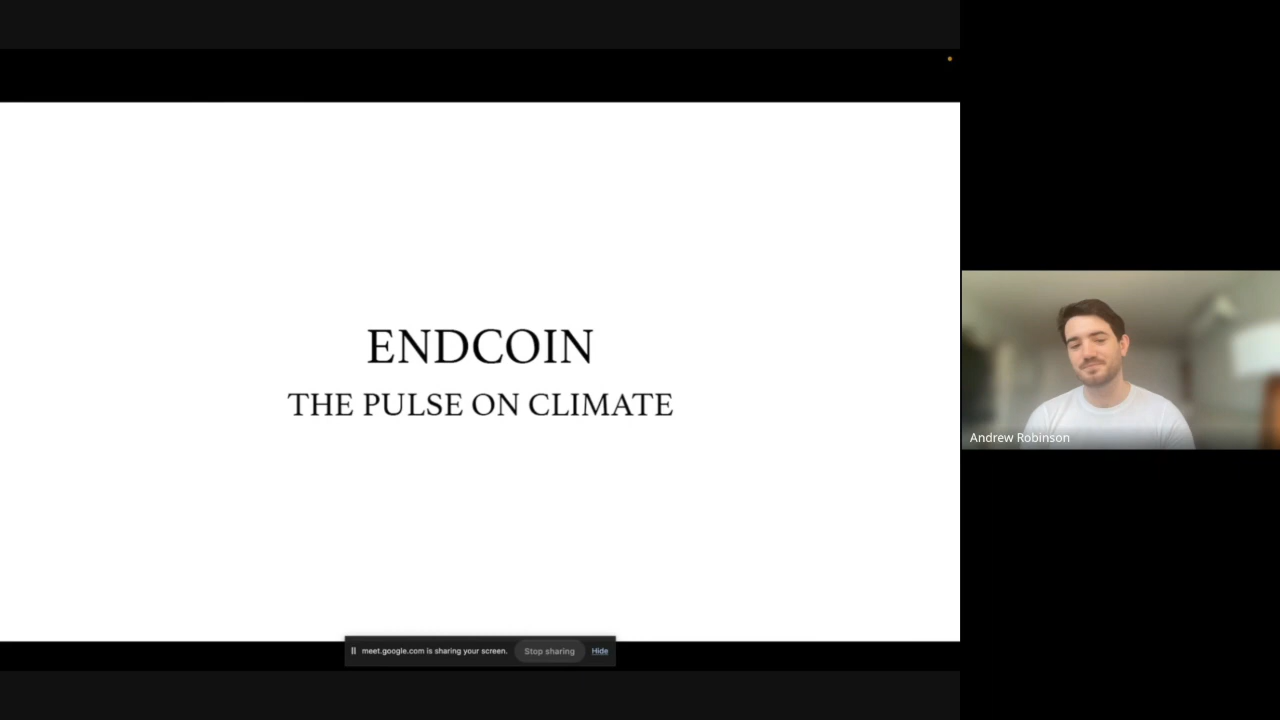 ENDCOIN
THE PULSE ON CLIMATE
Andrew Robinson
meet.google.com is sharing your screen. Stop sharing Hide